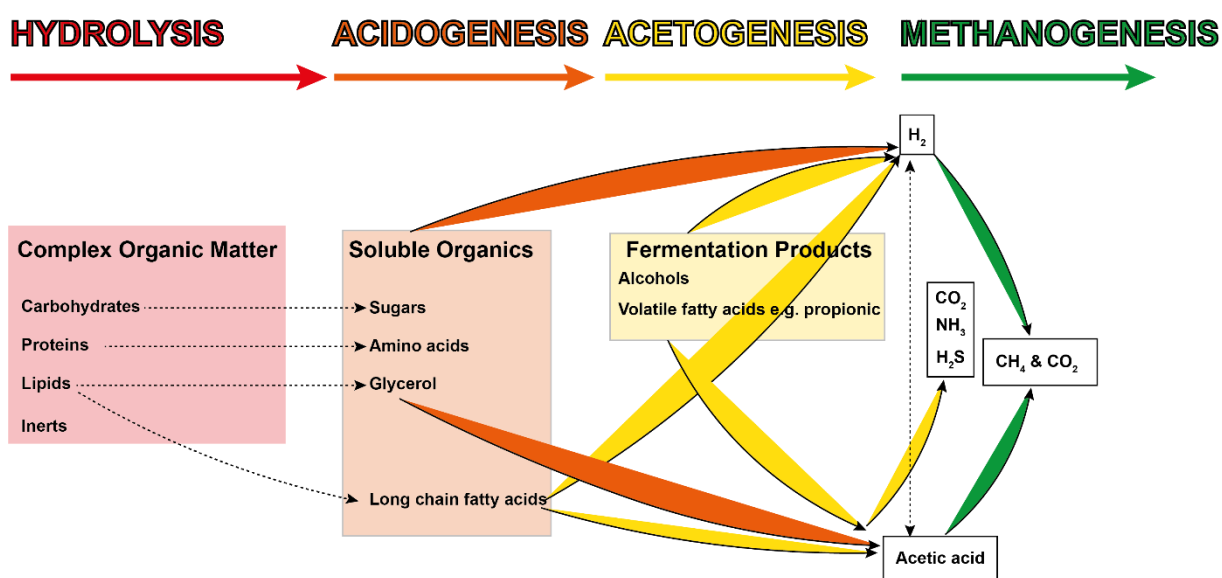 HYDROLYSIS
ACIDOGENESIS
ACETOGENESIS
METHANOGENESIS
H₂
Complex Organic Matter
Carbohydrates
Proteins
Lipids
Inerts
Soluble Organics
Sugars
Amino acids
Glycerol
Long chain fatty acids
Fermentation Products
Alcohols
Volatile fatty acids e.g. propionic
CO₂
NH₃
H₂S
CH₄ & CO₂
Acetic acid